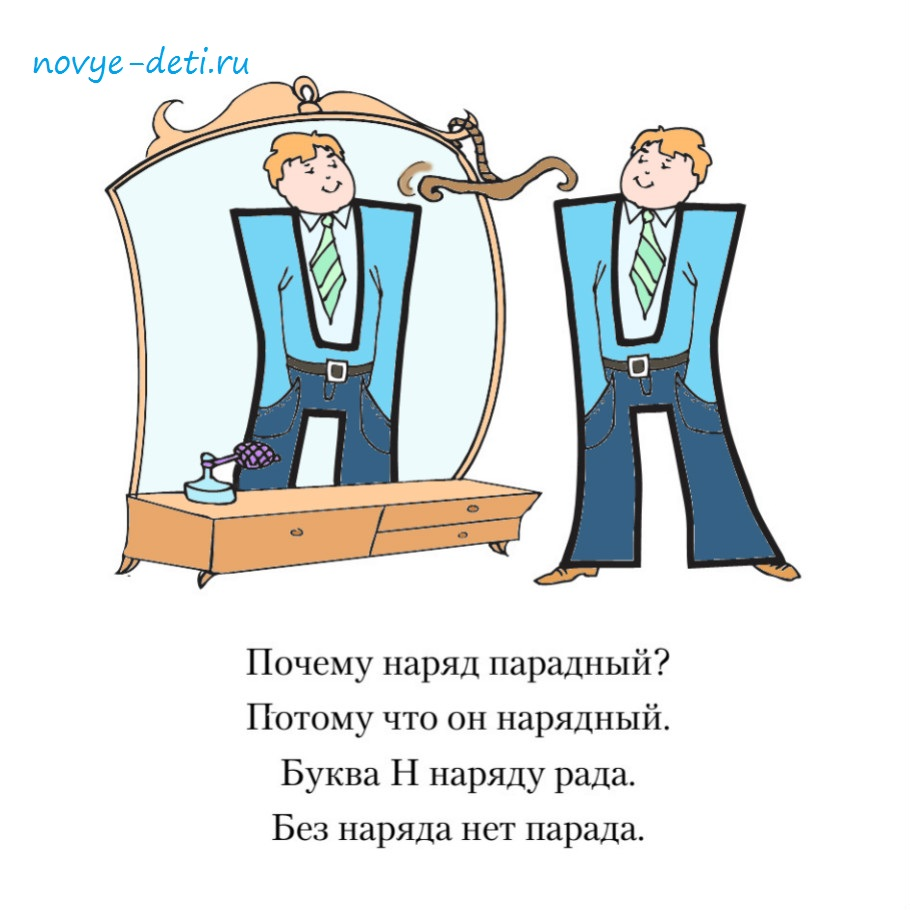 novye-deti.ru
Почему наряд парадный?
Потому что он нарядный.
Буква Н наряду рада.
Без наряда нет парада.